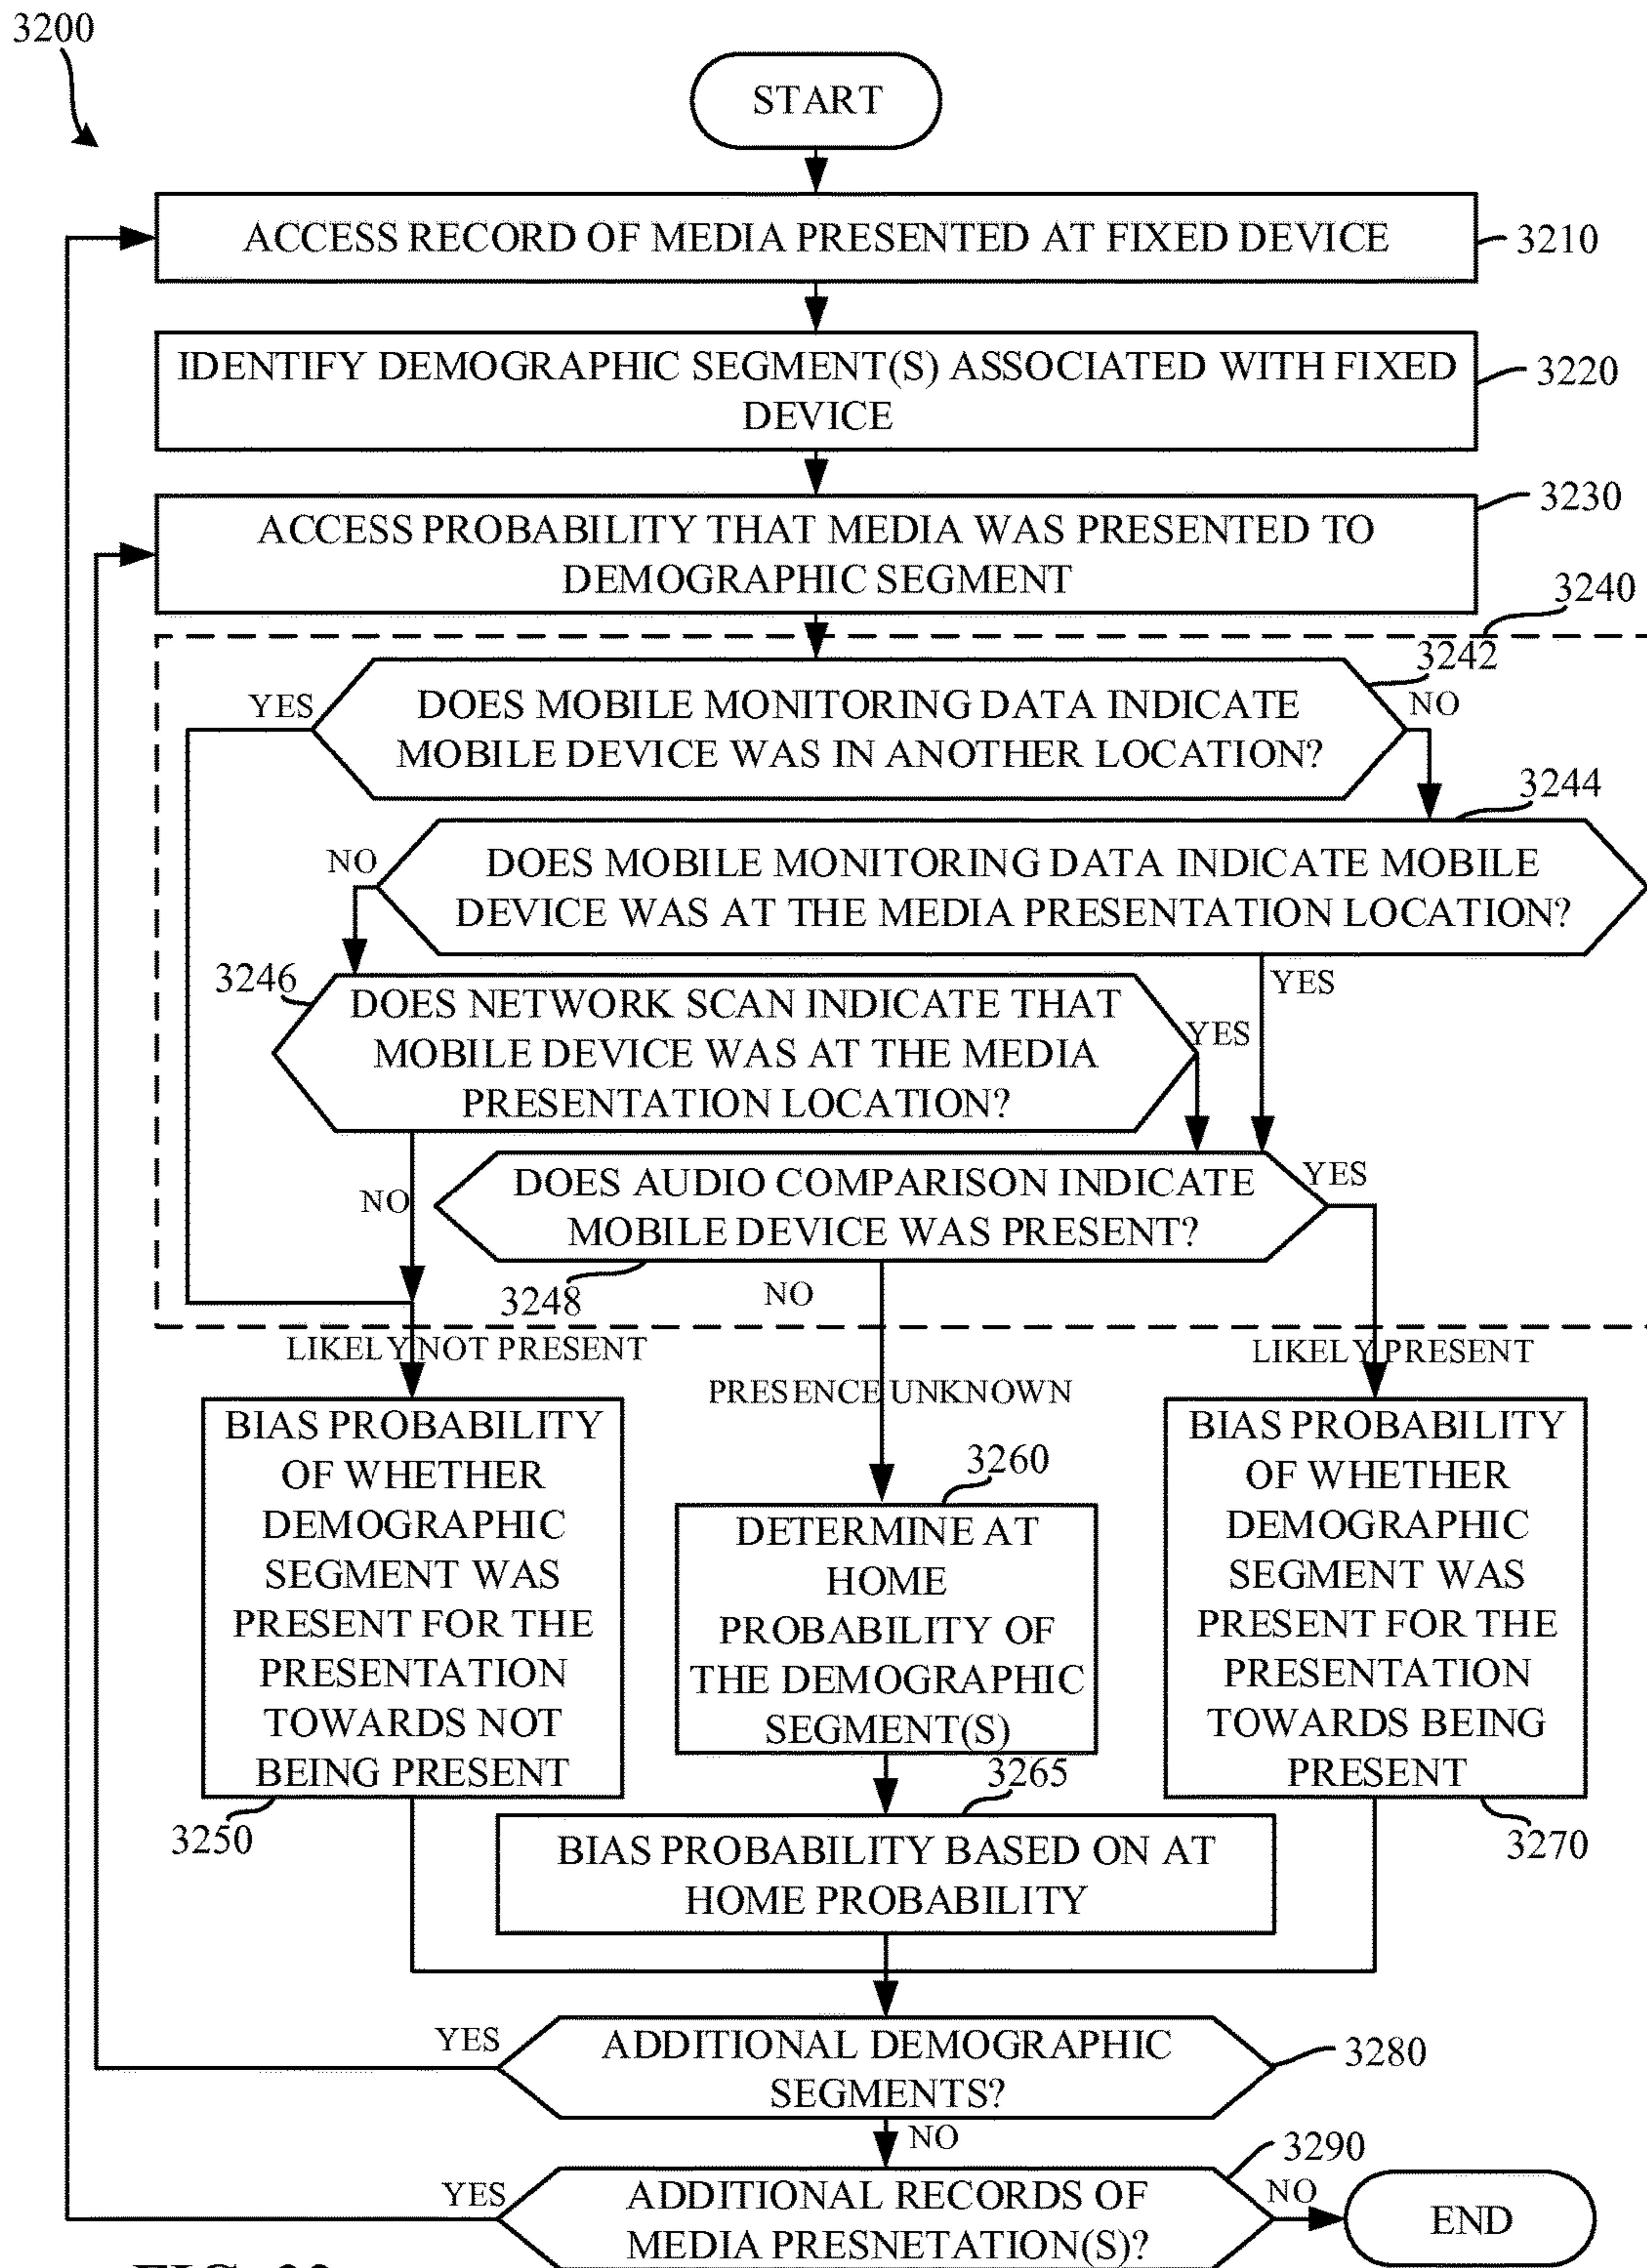 3200
START
ACCESS RECORD OF MEDIA PRESENTED AT FIXED DEVICE
3210
IDENTIFY DEMOGRAPHIC SEGMENT(S) ASSOCIATED WITH FIXED
DEVICE
3220
ACCESS PROBABILITY THAT MEDIA WAS PRESENTED TO
DEMOGRAPHIC SEGMENT
3230
3240
3242
YES
DOES MOBILE MONITORING DATA INDICATE
MOBILE DEVICE WAS IN ANOTHER LOCATION?
NO
3244
NO
DOES MOBILE MONITORING DATA INDICATE MOBILE
DEVICE WAS AT THE MEDIA PRESENTATION LOCATION?
YES
3246
DOES NETWORK SCAN INDICATE THAT
MOBILE DEVICE WAS AT THE MEDIA
PRESENTATION LOCATION?
YES
NO
DOES AUDIO COMPARISON INDICATE
MOBILE DEVICE WAS PRESENT?
YES
3248
NO
LIKELY NOT PRESENT
PRESENCE UNKNOWN
LIKELY PRESENT
BIAS PROBABILITY
OF WHETHER
DEMOGRAPHIC
SEGMENT WAS
PRESENT FOR THE
PRESENTATION
TOWARDS NOT
BEING PRESENT
3250
3260
DETERMINE AT
HOME
PROBABILITY OF
THE DEMOGRAPHIC
SEGMENT(S)
3265
BIAS PROBABILITY BASED ON AT
HOME PROBABILITY
BIAS PROBABILITY
OF WHETHER
DEMOGRAPHIC
SEGMENT WAS
PRESENT FOR THE
PRESENTATION
TOWARDS BEING
PRESENT
3270
YES
ADDITIONAL DEMOGRAPHIC
SEGMENTS?
3280
NO
3290
YES
ADDITIONAL RECORDS OF
MEDIA PRESNETATION(S)?
NO
END